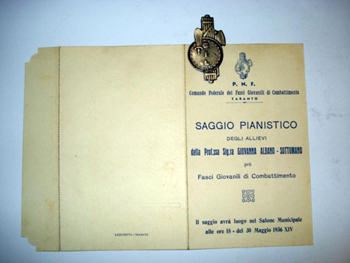 P. N. F.
Comando Federale dei Fasci Giovanili di Combattimento
TARANTO
SAGGIO PIANISTICO
DEGLI ALLIEVI
della Prof.ssa Sig.ra GIOVANNA ALBANO - SUTTUMANO
pro
Fasci Giovanili di Combattimento
Il saggio avrà luogo nel Salone Municipale
alle ore 18 - del 30 Maggio 1936 XIV